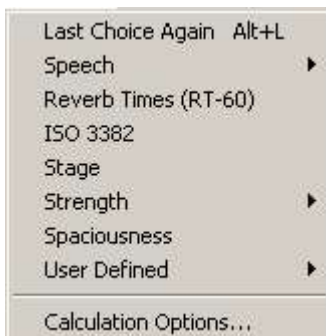 Last Choice Again Alt+L
Speech
Reverb Times (RT-60)
ISO 3382
Stage
Strength
Spaciousness
User Defined
Calculation Options...